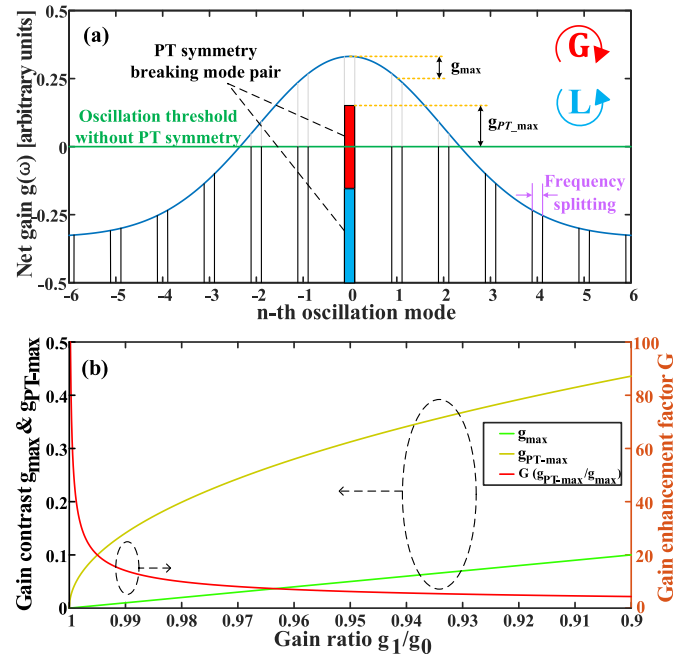 (a)
PT symmetry
breaking mode pair
G
L
g_max
g_PT_max
Oscillation threshold
without PT symmetry
Frequency
splitting
Net gain g(ω) [arbitrary units]
0.5
0.25
0
-0.25
-0.5
-6 -5 -4 -3 -2 -1 0 0 1 2 3 4 5 6
n-th oscillation mode
(b)
Gain contrast g_max & g_PT-max
0.5
0.4
0.3
0.2
0.1
0
g_max
g_PT-max
G (g_PT-max/g_max)
100
80
60
40
20
0
Gain enhancement factor G
1 0.99 0.98 0.97 0.96 0.95 0.94 0.93 0.92 0.91 0.9
Gain ratio g_1/g_0